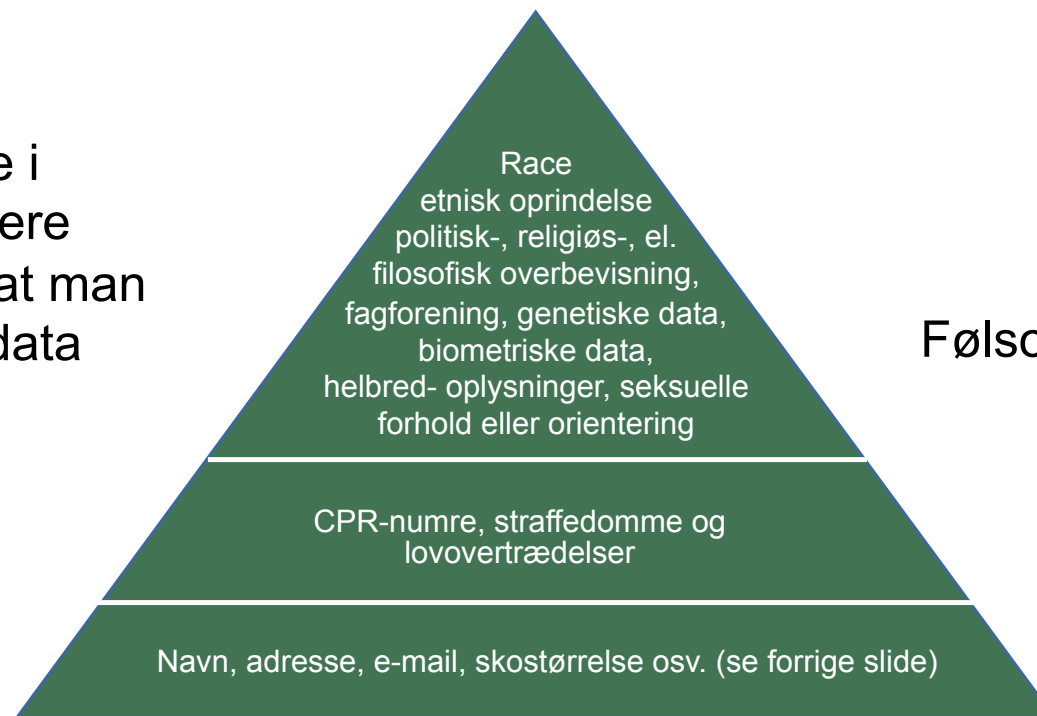 e i
ere
at man
data
Race
etnisk oprindelse
politisk-, religiøs-, el.
filosofisk overbevisning,
fagforening, genetiske data,
biometriske data,
helbred- oplysninger, seksuelle
forhold eller orientering
Følso
CPR-numre, straffedomme og
lovovertrædelser
Navn, adresse, e-mail, skostørrelse osv. (se forrige slide)